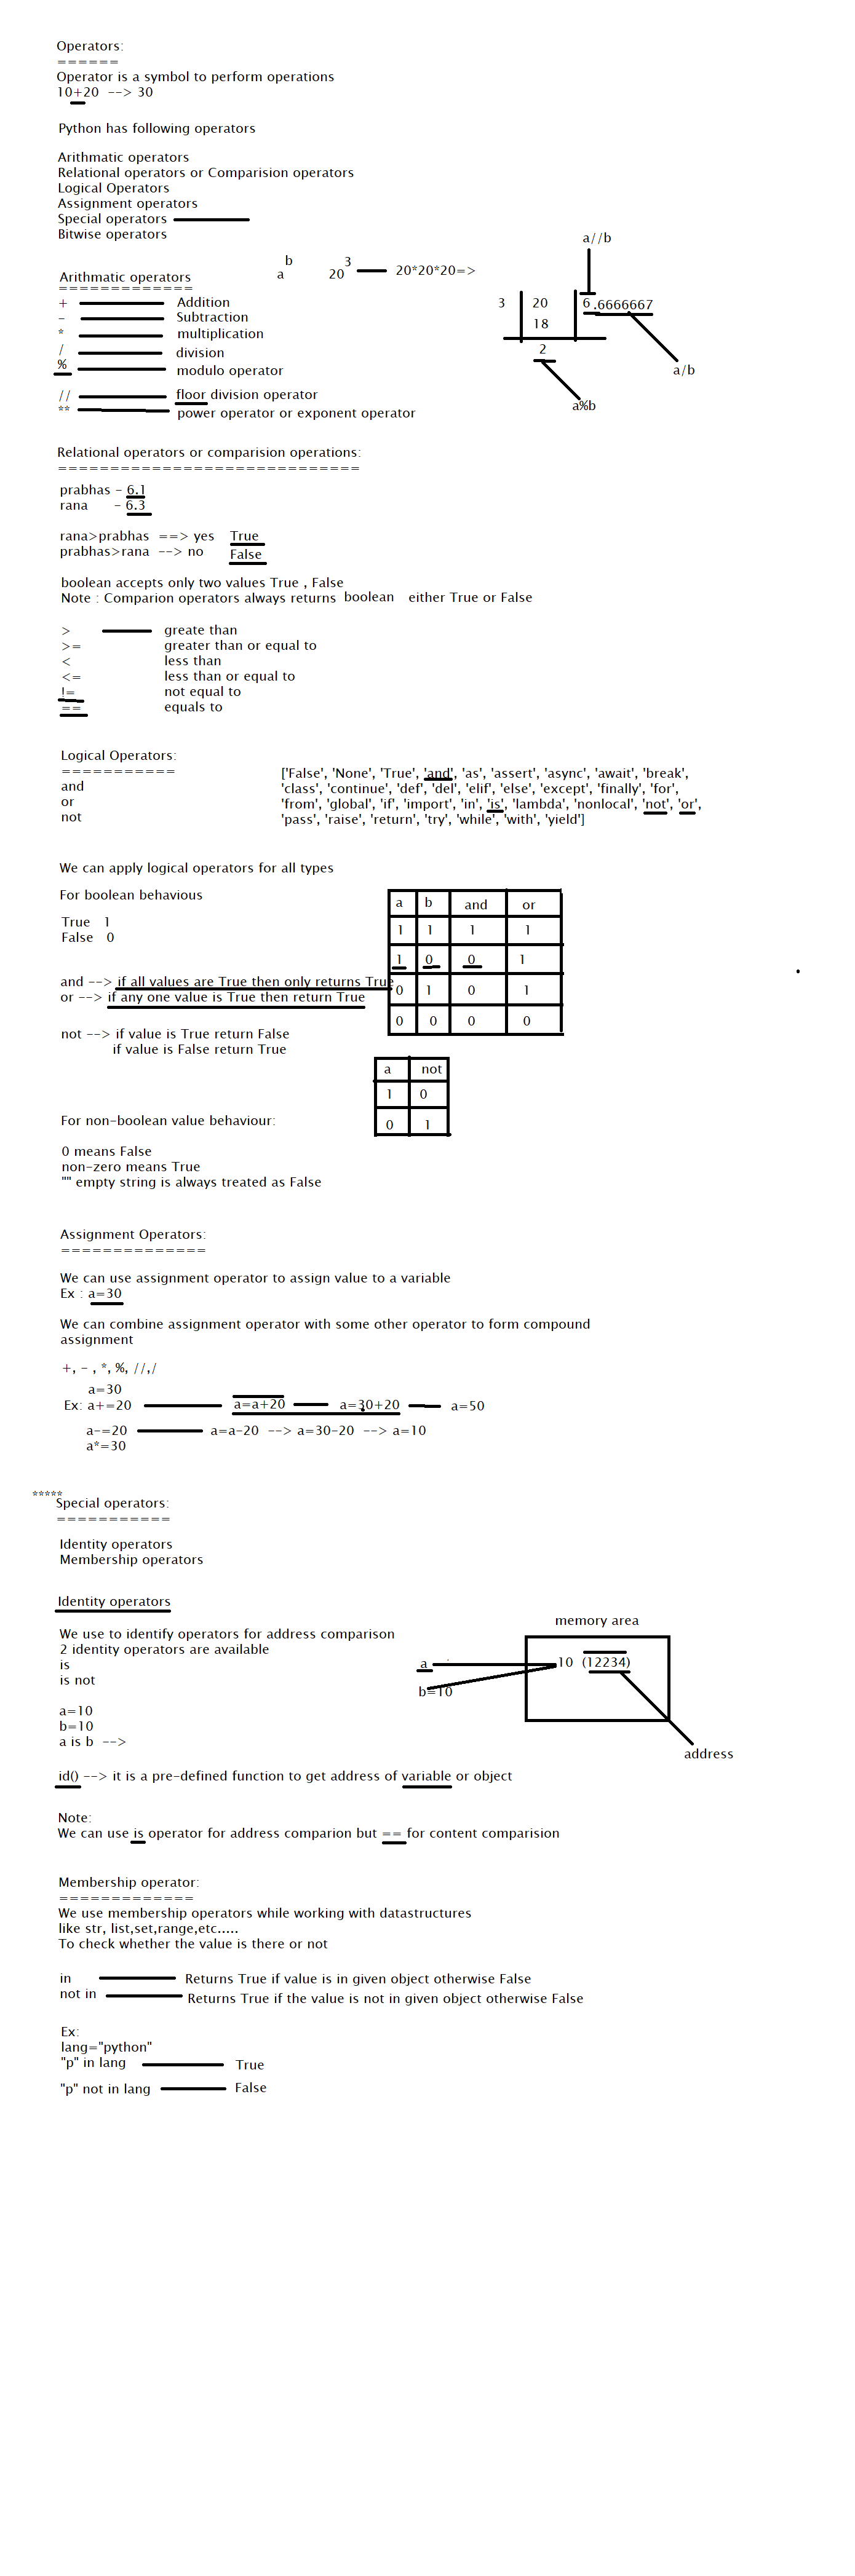 Operators:
======
Operator is a symbol to perform operations
10+20 --> 30
Python has following operators
Arithmatic operators
Relational operators or Comparision operators
Logical Operators
Assignment operators
Special operators
Bitwise operators
a//b
b
a
3
20
20*20*20=>
Arithmatic operators
=============
+ Addition
- Subtraction
* multiplication
/ division
% modulo operator
// floor division operator
** power operator or exponent operator
3 20 6 .6666667
18
2
a/b
a%b
Relational operators or comparision operations:
=============================
prabhas - 6.1
rana - 6.3
rana>prabhas ==> yes True
prabhas>rana --> no False
boolean accepts only two values True , False
Note : Comparion operators always returns boolean either True or False
> greate than
>= greater than or equal to
< less than
<= less than or equal to
!= not equal to
== equals to
Logical Operators:
===========
and
or
not
['False', 'None', 'True', 'and', 'as', 'assert', 'async', 'await', 'break',
'class', 'continue', 'def', 'del', 'elif', 'else', 'except', 'finally', 'for',
'from', 'global', 'if', 'import', 'in', 'is', 'lambda', 'nonlocal', 'not', 'or',
'pass', 'raise', 'return', 'try', 'while', 'with', 'yield']
We can apply logical operators for all types
For boolean behavious
True 1
False 0
and --> if all values are True then only returns True
or --> if any one value is True then return True
not --> if value is True return False
if value is False return True
a b and or
1 1 1 1
1 0 0 1
0 1 0 1
0 0 0 0
a not
1 0
0 1
For non-boolean value behaviour:
0 means False
non-zero means True
"" empty string is always treated as False
Assignment Operators:
==============
We can use assignment operator to assign value to a variable
Ex : a=30
We can combine assignment operator with some other operator to form compound
assignment
+, - , *, %, //,/
a=30
Ex: a+=20 a=a+20 a=30+20 a=50
a-=20 a=a-20 --> a=30-20 --> a=10
a*=30
*****
Special operators:
===========
Identity operators
Membership operators
Identity operators
We use to identify operators for address comparison
2 identity operators are available
is
is not
a=10
b=10
a is b -->
memory area
a 10 (12234)
b=10
address
id() --> it is a pre-defined function to get address of variable or object
Note:
We can use is operator for address comparion but == for content comparision
Membership operator:
=============
We use membership operators while working with datastructures
like str, list,set,range,etc.....
To check whether the value is there or not
in Returns True if value is in given object otherwise False
not in Returns True if the value is not in given object otherwise False
Ex:
lang="python"
"p" in lang True
"p" not in lang False